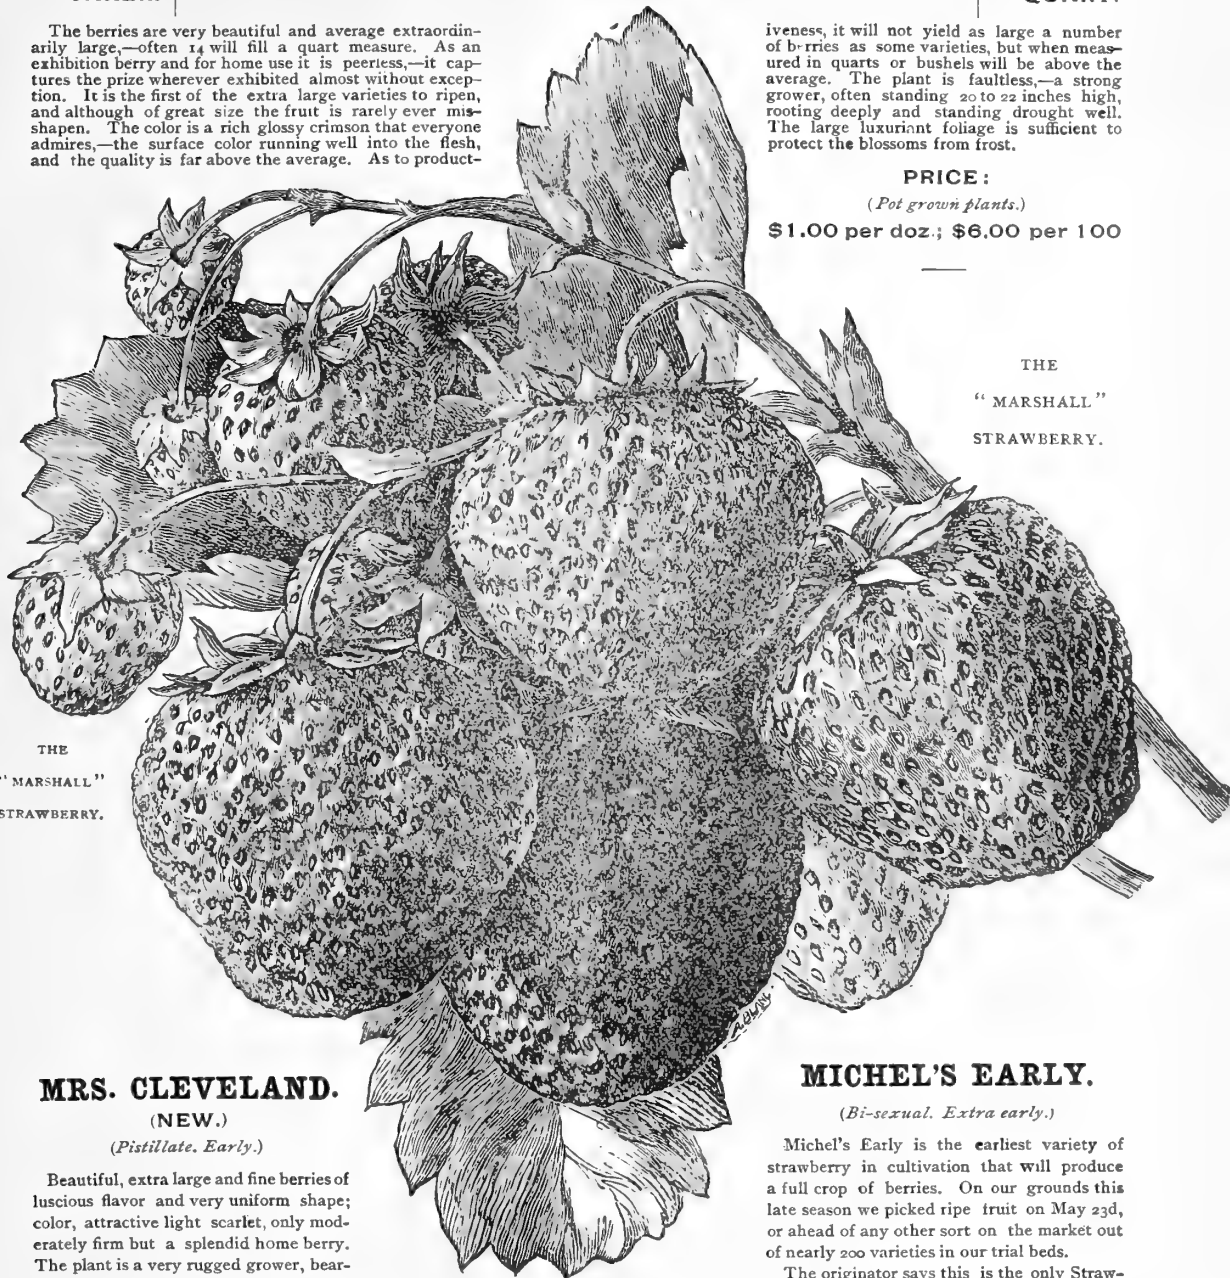 The berries are very beautiful and average extraordin-
arily large,—often 14 will fill a quart measure. As an
exhibition berry and for home use it is peerless,—it cap-
tures the prize wherever exhibited almost without excep-
tion. It is the first of the extra large varieties to ripen,
and although of great size the fruit is rarely ever mis-
shapen. The color is a rich glossy crimson that everyone
admires,—the surface color running well into the flesh,
and the quality is far above the average. As to product-
iveness, it will not yield as large a number
of berries as some varieties, but when meas-
ured in quarts or bushels will be above the
average. The plant is faultless,—a strong
grower, often standing 20 to 22 inches high,
rooting deeply and standing drought well.
The large luxuriant foliage is sufficient to
protect the blossoms from frost.
PRICE:
(Pot grown plants.)
$1.00 per doz.; $6.00 per 100
THE
“ MARSHALL ”
STRAWBERRY.
THE
“ MARSHALL ”
STRAWBERRY.
MRS. CLEVELAND.
(NEW.)
(Pistillate. Early.)
Beautiful, extra large and fine berries of
luscious flavor and very uniform shape;
color, attractive light scarlet, only mod-
erately firm but a splendid home berry.
The plant is a very rugged grower, bear-
MICHEL'S EARLY.
(Bi-sexual. Extra early.)
Michel's Early is the earliest variety of
strawberry in cultivation that will produce
a full crop of berries. On our grounds this
late season we picked ripe fruit on May 23d,
or ahead of any other sort on the market out
of nearly 200 varieties in our trial beds.
The originator says this is the only Straw-